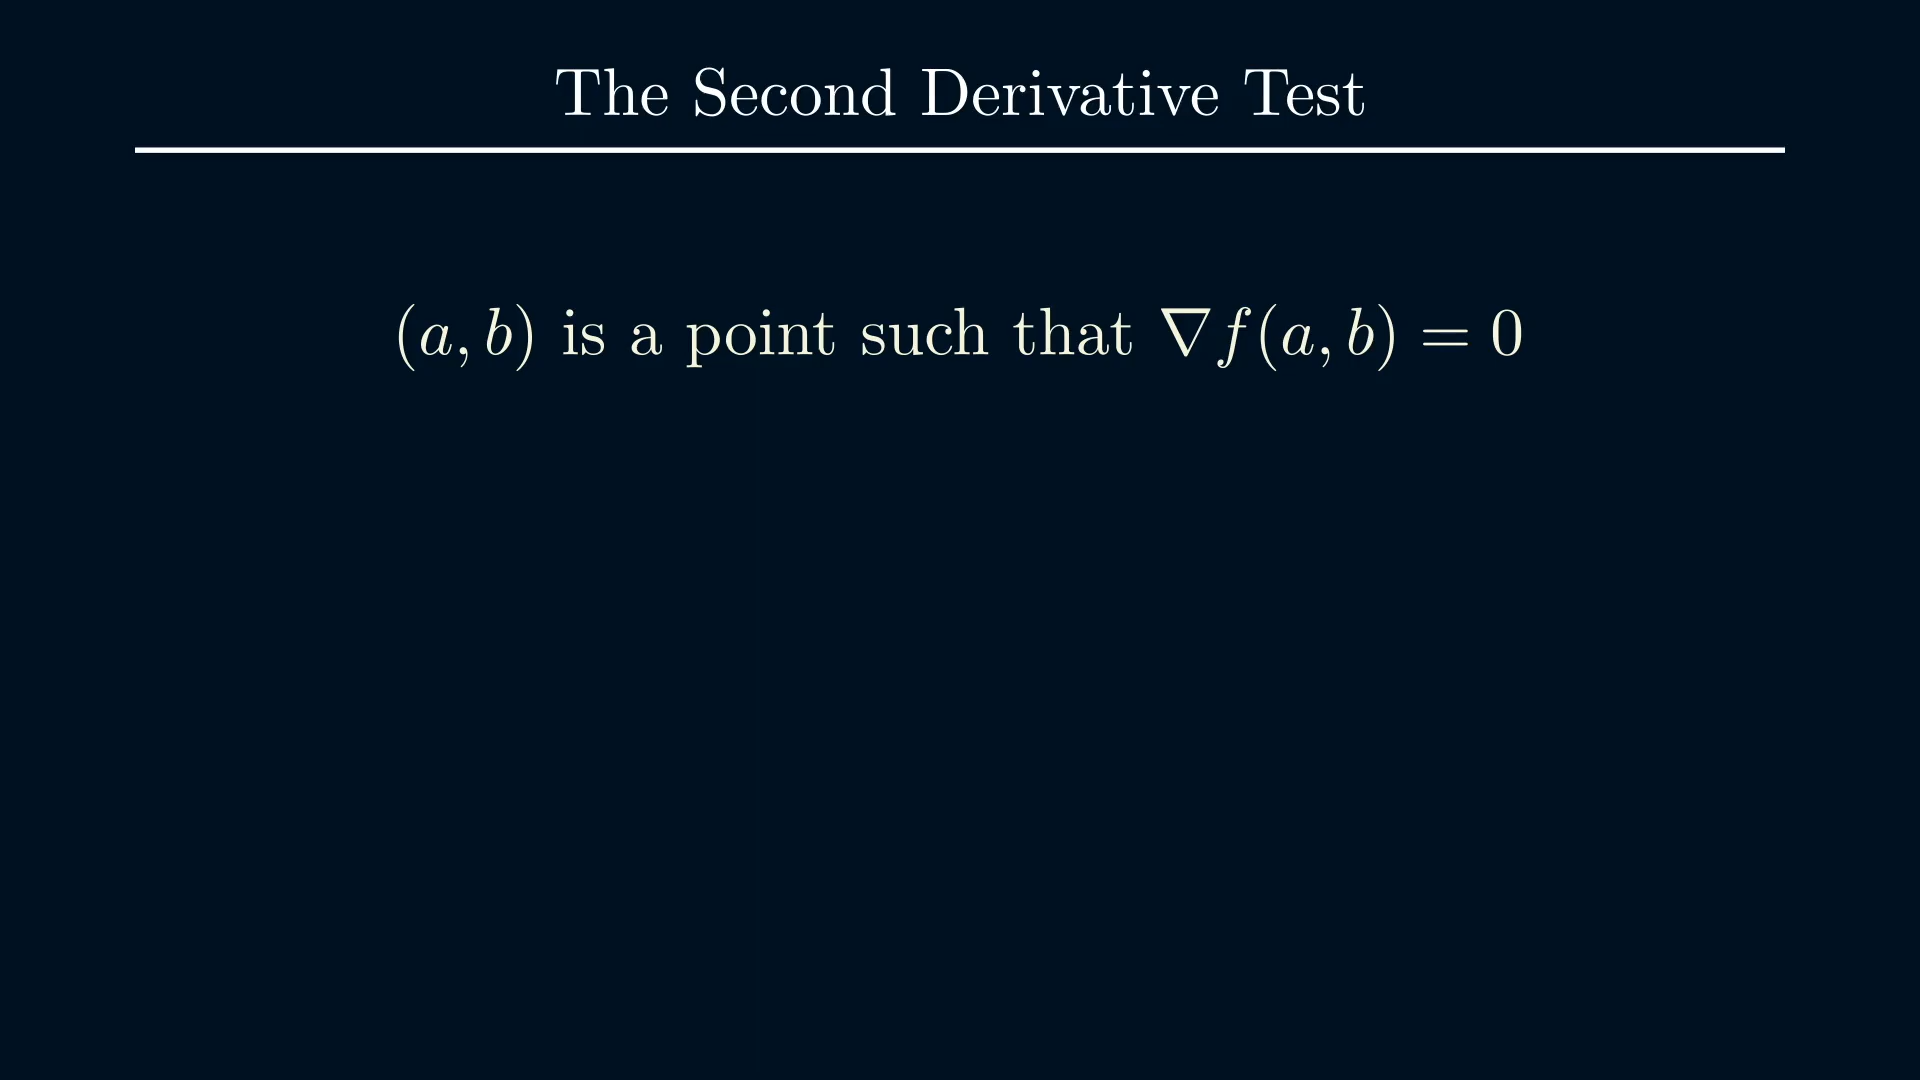 The Second Derivative Test
(a, b) is a point such that ∇f(a, b) = 0